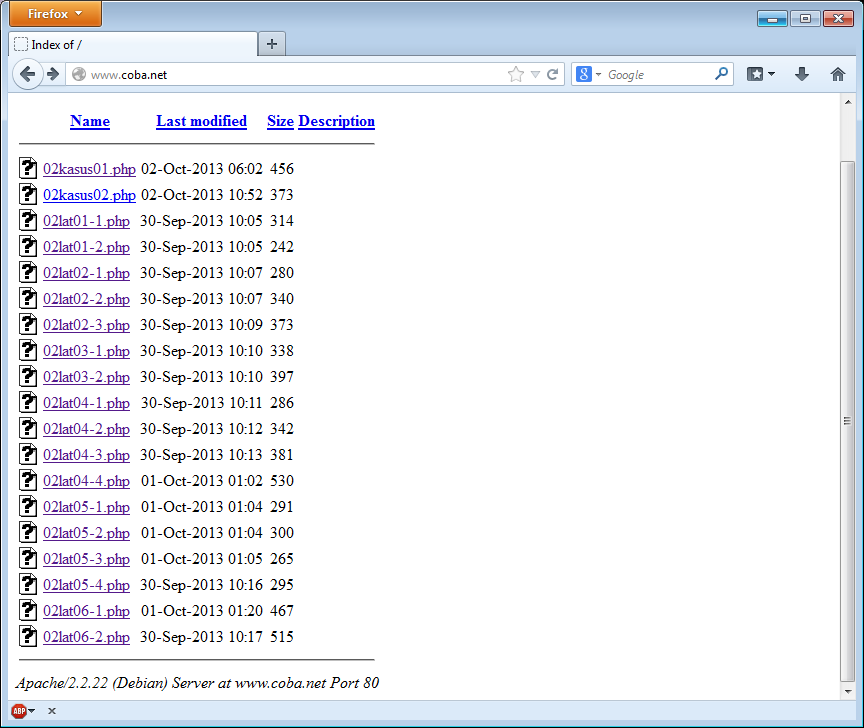 Firefox
Index of /
www.coba.net
8 Google
Name Last modified Size Description
02kasus01.php 02-Oct-2013 06:02 456
02kasus02.php 02-Oct-2013 10:52 373
02lat01-1.php 30-Sep-2013 10:05 314
02lat01-2.php 30-Sep-2013 10:05 242
02lat02-1.php 30-Sep-2013 10:07 280
02lat02-2.php 30-Sep-2013 10:07 340
02lat02-3.php 30-Sep-2013 10:09 373
02lat03-1.php 30-Sep-2013 10:10 338
02lat03-2.php 30-Sep-2013 10:10 397
02lat04-1.php 30-Sep-2013 10:11 286
02lat04-2.php 30-Sep-2013 10:12 342
02lat04-3.php 30-Sep-2013 10:13 381
02lat04-4.php 01-Oct-2013 01:02 530
02lat05-1.php 01-Oct-2013 01:04 291
02lat05-2.php 01-Oct-2013 01:04 300
02lat05-3.php 01-Oct-2013 01:05 265
02lat05-4.php 30-Sep-2013 10:16 295
02lat06-1.php 01-Oct-2013 01:20 467
02lat06-2.php 30-Sep-2013 10:17 515
Apache/2.2.22 (Debian) Server at www.coba.net Port 80
ABP